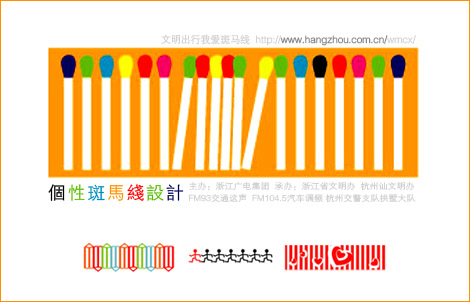 文明出行我爱斑马线 http://www.hangzhou.com.cn/wmcx/
個性斑馬綫設計
主办：浙江广电集团 承办：浙江省文明办 杭州汕文明办
FM93交通这声 FM104.5汽车调频 杭州交警支队拱墅大队